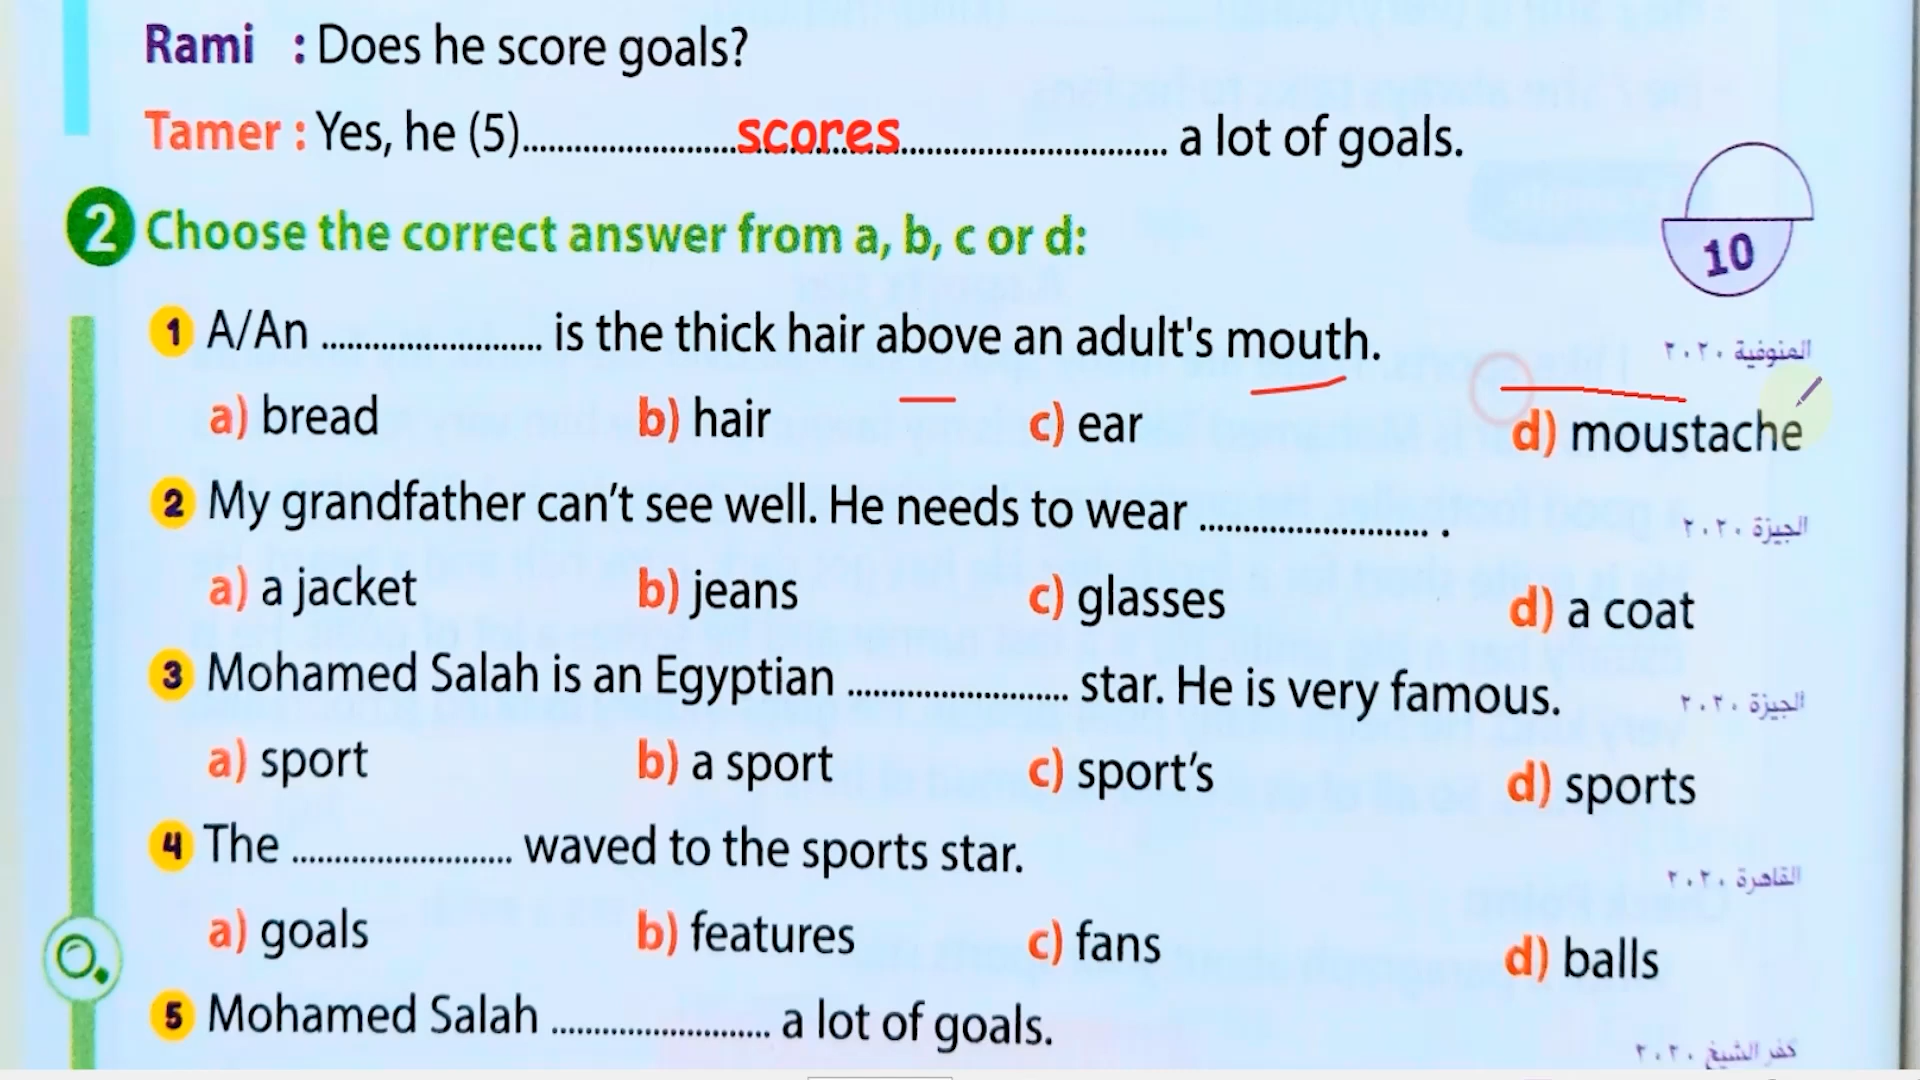 Rami : Does he score goals?
Tamer : Yes, he (5)........................scores.............................. a lot of goals.
2 Choose the correct answer from a, b, c or d:
10
1 A/An ........................ is the thick hair above an adult's mouth. المنوفية ٢٠٢٠
a) bread b) hair c) ear d) moustache
2 My grandfather can't see well. He needs to wear ......................... . الجيزة ٢٠٢٠
a) a jacket b) jeans c) glasses d) a coat
3 Mohamed Salah is an Egyptian ........................ star. He is very famous. الجيزة ٢٠٢٠
a) sport b) a sport c) sport's d) sports
4 The ........................ waved to the sports star. القاهرة ٢٠٢٠
a) goals b) features c) fans d) balls
5 Mohamed Salah ........................ a lot of goals. كفر الشيخ ٢٠٢٠